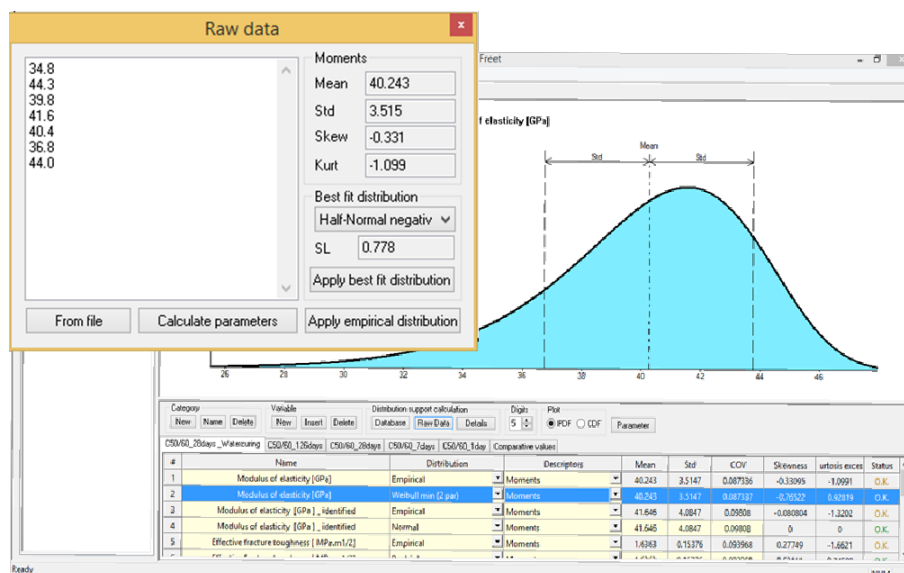 Raw data
x
34.8
44.3
39.8
41.6
40.4
36.8
44.0
Moments
Mean 40.243
Std 3.515
Skew -0.331
Kurt -1.099
Best fit distribution
Half-Normal negativ
SL 0.778
Apply best fit distribution
From file Calculate parameters Apply empirical distribution
Freet
of elasticity [GPa]
Mean
Std Std
26 28 30 32 34 36 38 40 42 44 46
Category Variable Distribution support calculation Digits Plot
New Name Delete New Insert Delete Database Raw Data Details 5 PDF CDF Parameter
C50/60_28days_Watercuring C50/60_126days C50/60_28days C50/60_7days C50/60_1day Comparative values
# Name Distribution Descriptors Mean Std COV Skewness urtosis exces Status
1 Modulus of elasticity [GPa] Empirical Moments 40.243 3.5147 0.087336 -0.33095 -1.0991 O.K.
2 Modulus of elasticity [GPa] Weibull min (2 par) Moments 40.243 3.5147 0.087337 -0.76522 0.92819 O.K.
3 Modulus of elasticity [GPa]_identified Empirical Moments 41.646 4.0847 0.09808 -0.080804 -1.3202 O.K.
4 Modulus of elasticity [GPa]_identified Normal Moments 41.646 4.0847 0.09808 0 0 O.K.
5 Effective fracture toughness [MPa.m1/2] Empirical Moments 1.6363 0.15376 0.093968 0.27749 -1.6621 O.K.
Ready